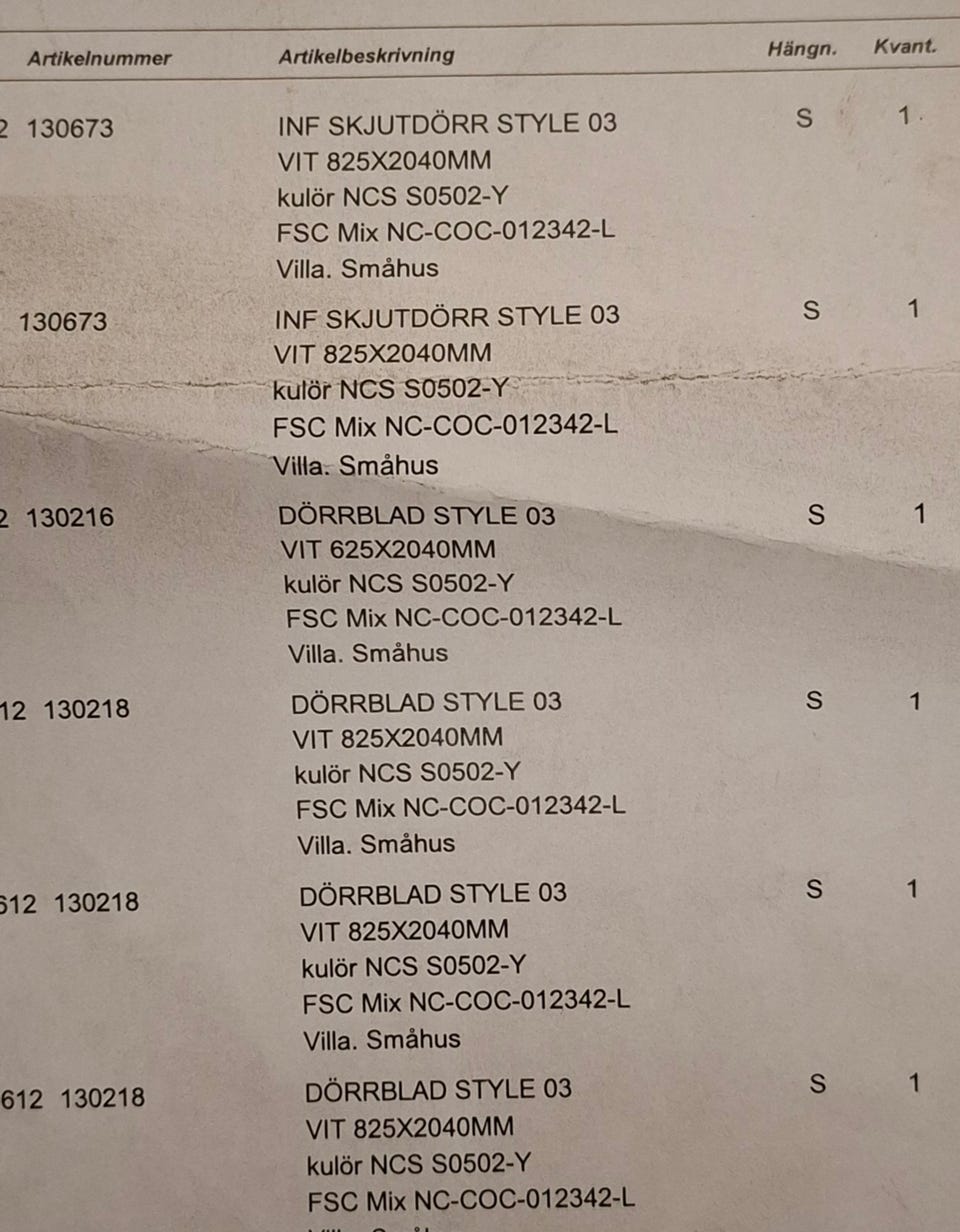 Artikelnummer Artikelbeskrivning Hängn. Kvant.
2 130673 INF SKJUTDÖRR STYLE 03 S 1
VIT 825X2040MM
kulör NCS S0502-Y
FSC Mix NC-COC-012342-L
Villa. Småhus
130673 INF SKJUTDÖRR STYLE 03 S 1
VIT 825X2040MM
kulör NCS S0502-Y
FSC Mix NC-COC-012342-L
Villa. Småhus
2 130216 DÖRRBLAD STYLE 03 S 1
VIT 625X2040MM
kulör NCS S0502-Y
FSC Mix NC-COC-012342-L
Villa. Småhus
12 130218 DÖRRBLAD STYLE 03 S 1
VIT 825X2040MM
kulör NCS S0502-Y
FSC Mix NC-COC-012342-L
Villa. Småhus
612 130218 DÖRRBLAD STYLE 03 S 1
VIT 825X2040MM
kulör NCS S0502-Y
FSC Mix NC-COC-012342-L
Villa. Småhus
612 130218 DÖRRBLAD STYLE 03 S 1
VIT 825X2040MM
kulör NCS S0502-Y
FSC Mix NC-COC-012342-L